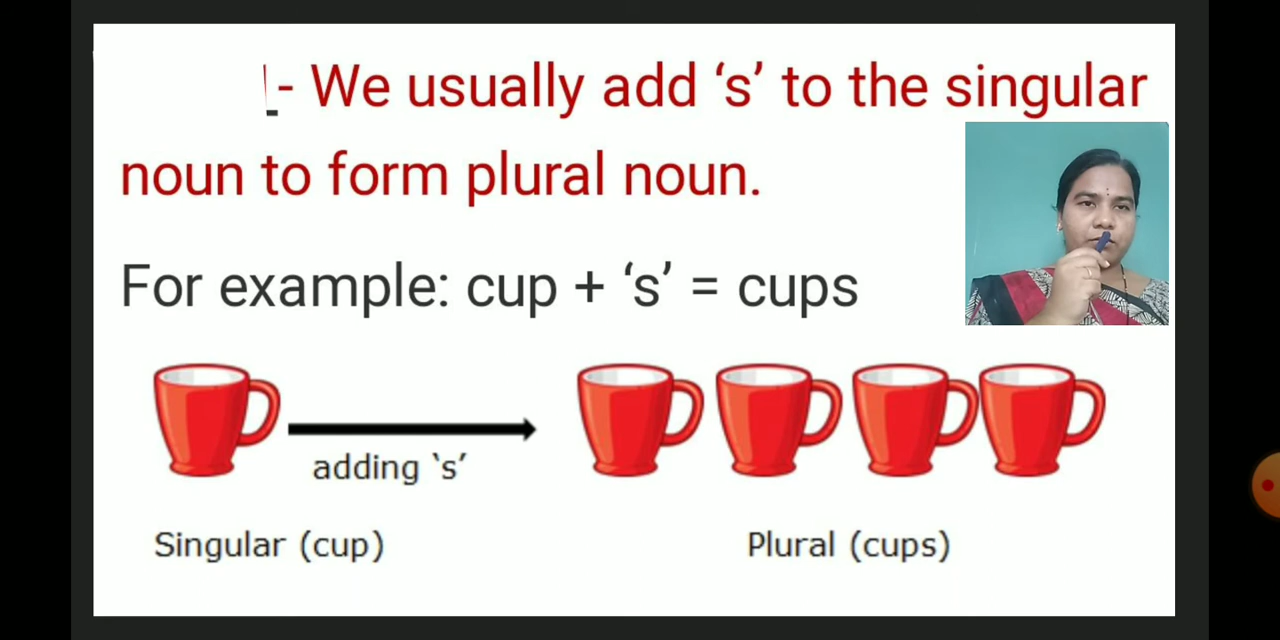 - We usually add ‘s’ to the singular
noun to form plural noun.
For example: cup + ‘s’ = cups
adding ‘s’
Singular (cup)
Plural (cups)